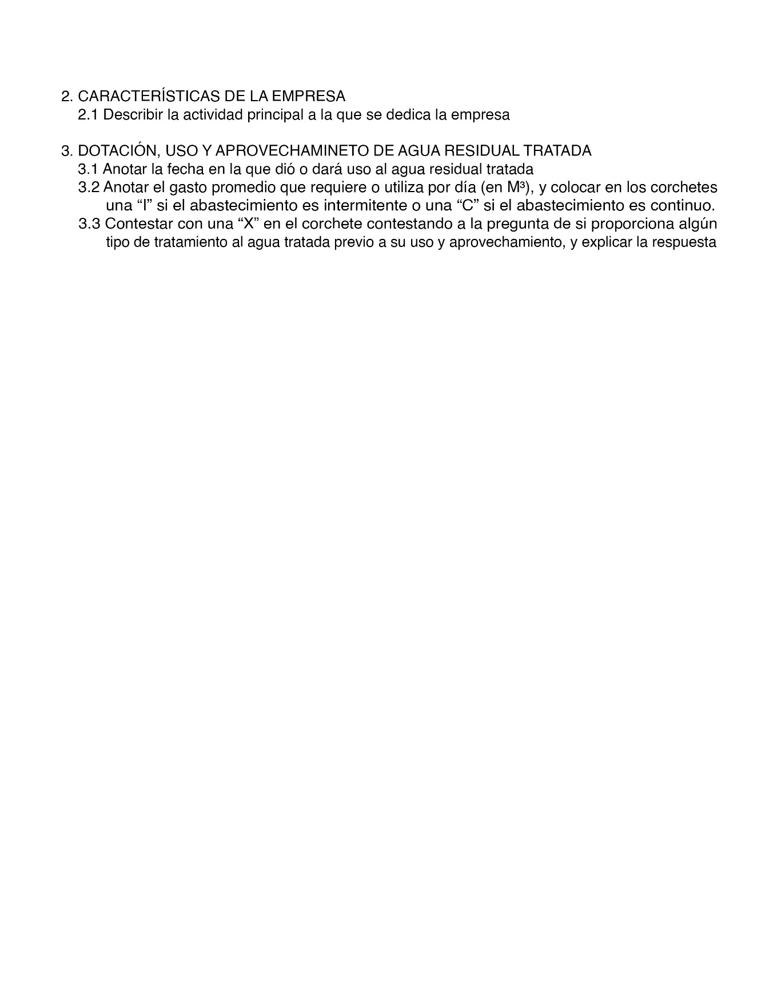 2. CARACTERÍSTICAS DE LA EMPRESA
2.1 Describir la actividad principal a la que se dedica la empresa
3. DOTACIÓN, USO Y APROVECHAMINETO DE AGUA RESIDUAL TRATADA
3.1 Anotar la fecha en la que dió o dará uso al agua residual tratada
3.2 Anotar el gasto promedio que requiere o utiliza por día (en M³), y colocar en los corchetes
una “I” si el abastecimiento es intermitente o una “C” si el abastecimiento es continuo.
3.3 Contestar con una “X” en el corchete contestando a la pregunta de si proporciona algún
tipo de tratamiento al agua tratada previo a su uso y aprovechamiento, y explicar la respuesta